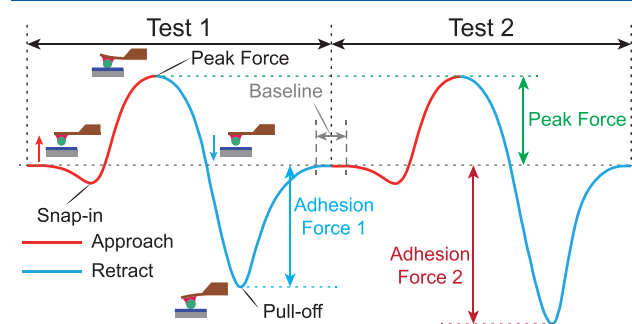 Test 1
Test 2
Peak Force
Baseline
Peak Force
Snap-in
Adhesion
Force 1
Approach
Adhesion
Force 2
Retract
Pull-off